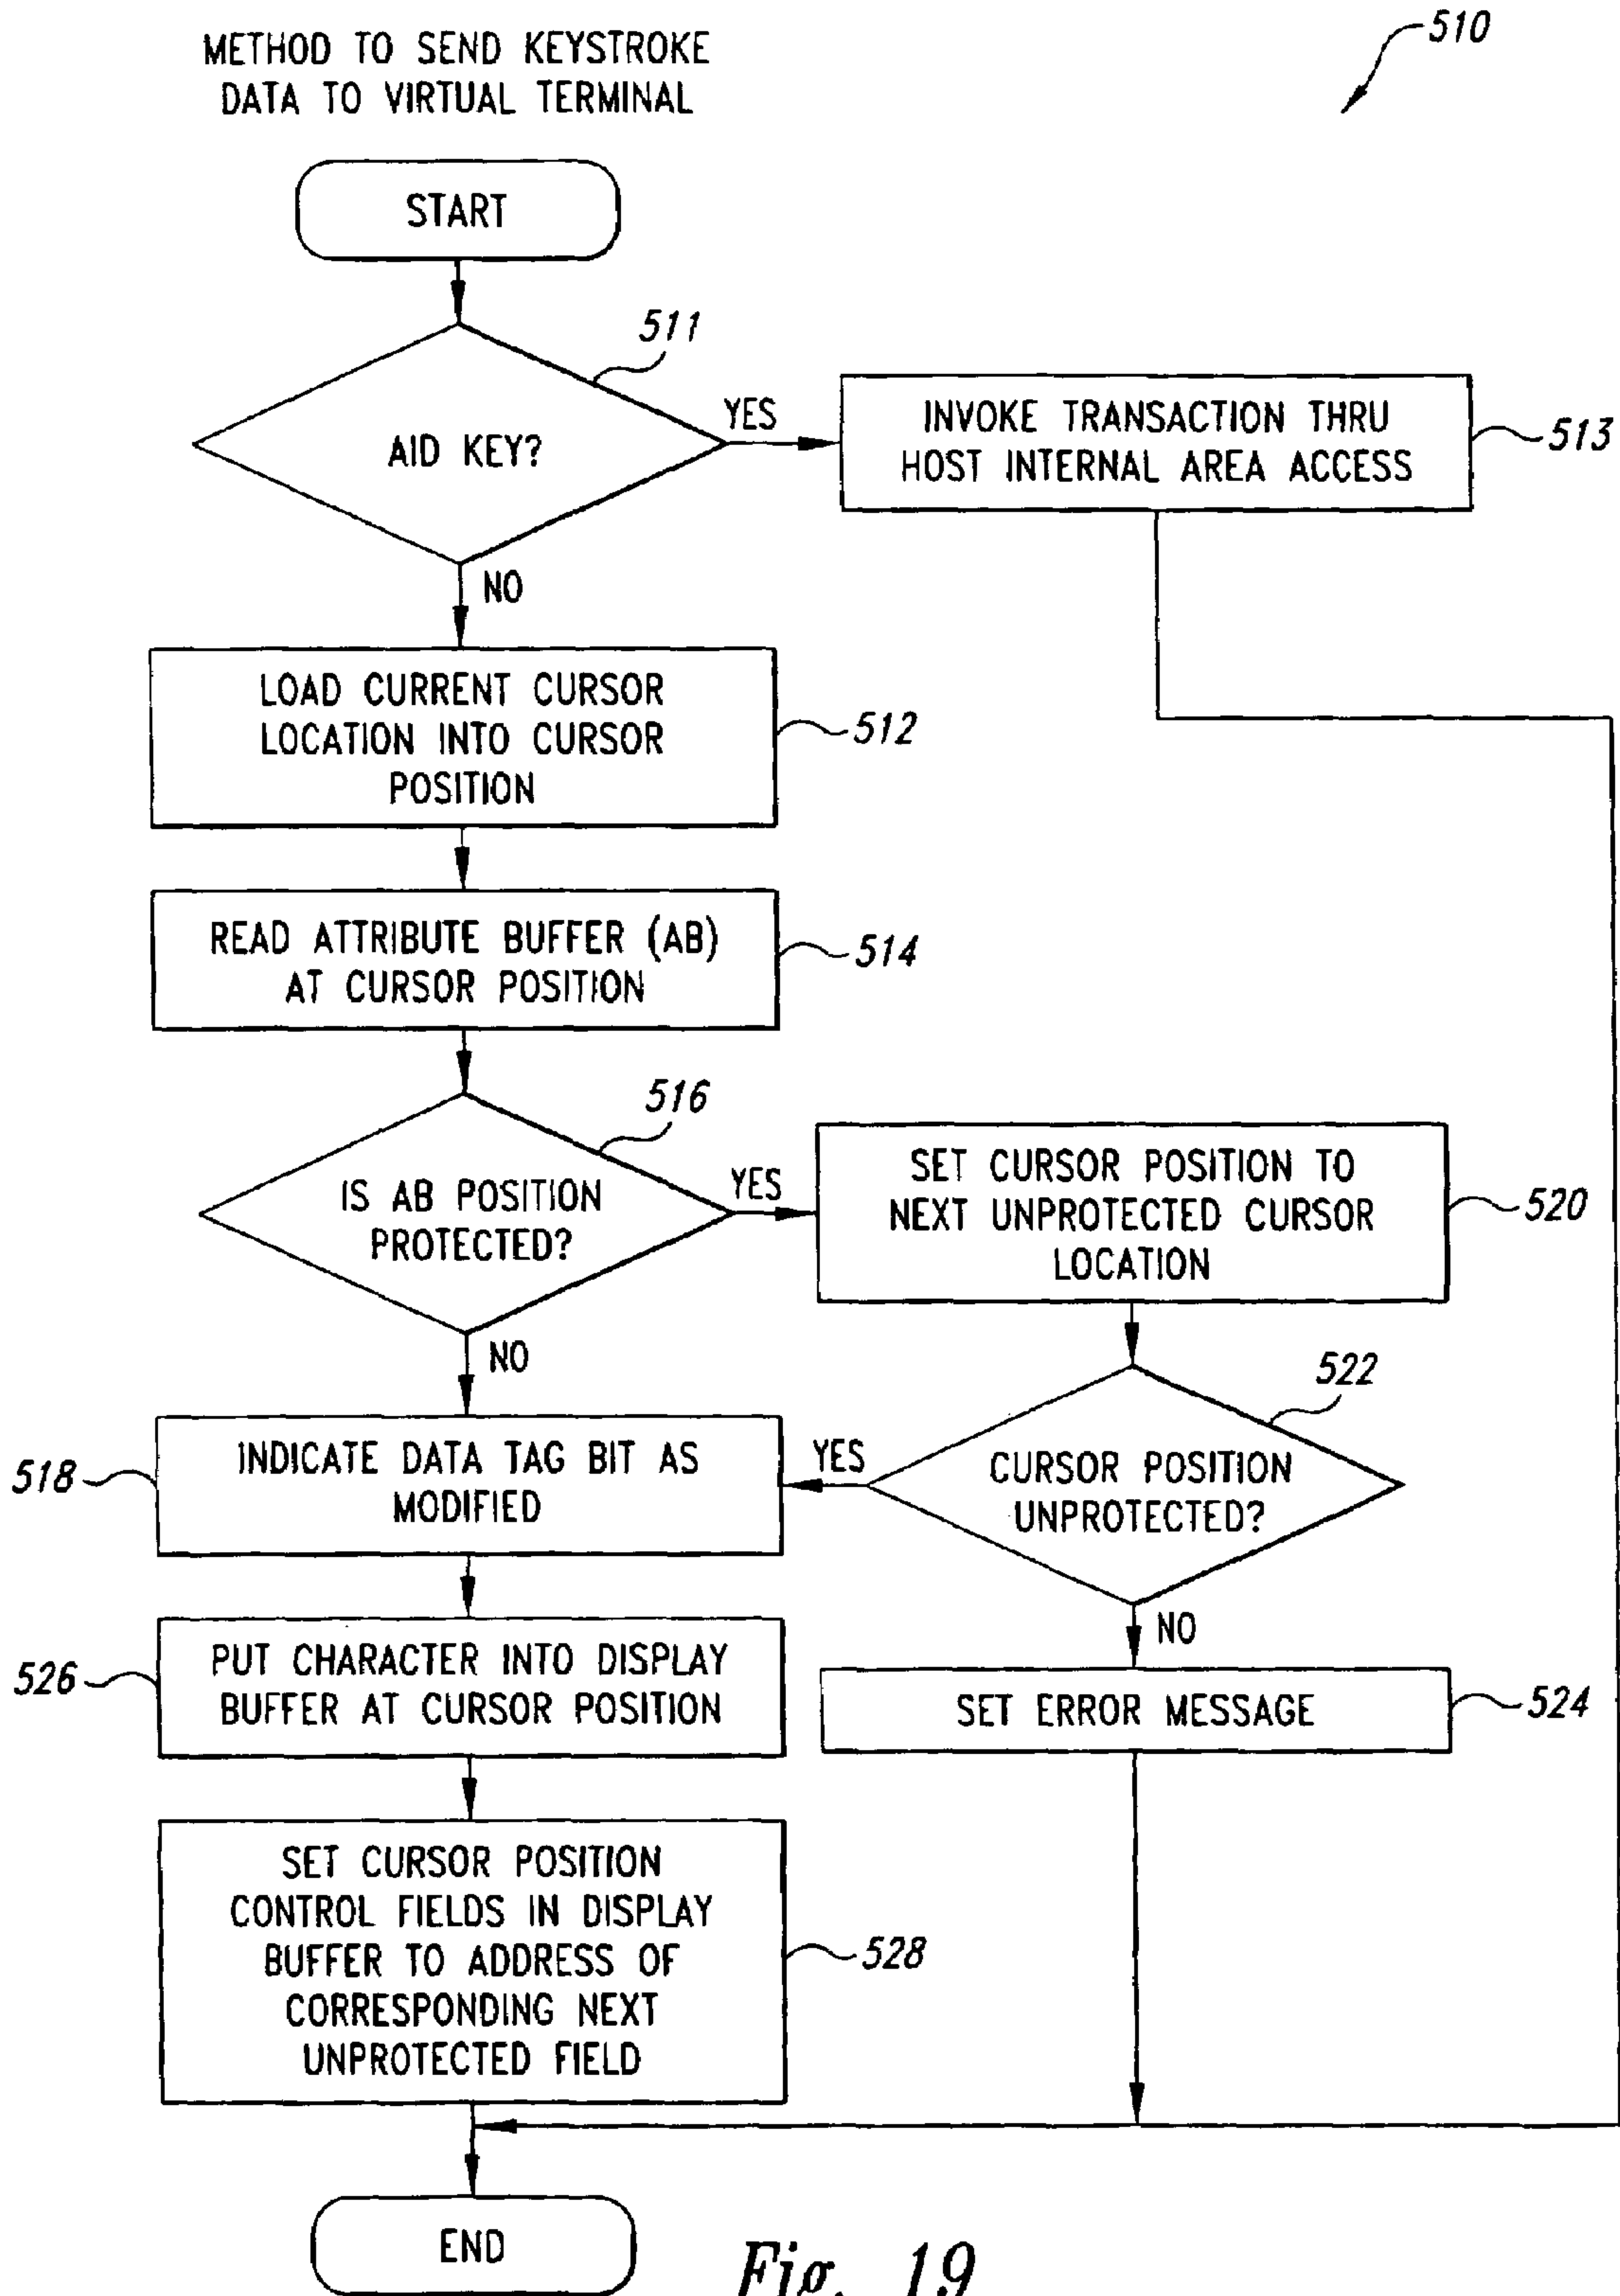 METHOD TO SEND KEYSTROKE
DATA TO VIRTUAL TERMINAL
510
START
511
AID KEY?
YES
INVOKE TRANSACTION THRU
HOST INTERNAL AREA ACCESS
513
NO
LOAD CURRENT CURSOR
LOCATION INTO CURSOR
POSITION
512
READ ATTRIBUTE BUFFER (AB)
AT CURSOR POSITION
514
516
IS AB POSITION
PROTECTED?
YES
SET CURSOR POSITION TO
NEXT UNPROTECTED CURSOR
LOCATION
520
NO
522
518
INDICATE DATA TAG BIT AS
MODIFIED
YES
CURSOR POSITION
UNPROTECTED?
NO
526
PUT CHARACTER INTO DISPLAY
BUFFER AT CURSOR POSITION
SET ERROR MESSAGE
524
SET CURSOR POSITION
CONTROL FIELDS IN DISPLAY
BUFFER TO ADDRESS OF
CORRESPONDING NEXT
UNPROTECTED FIELD
528
END
Fig. 19